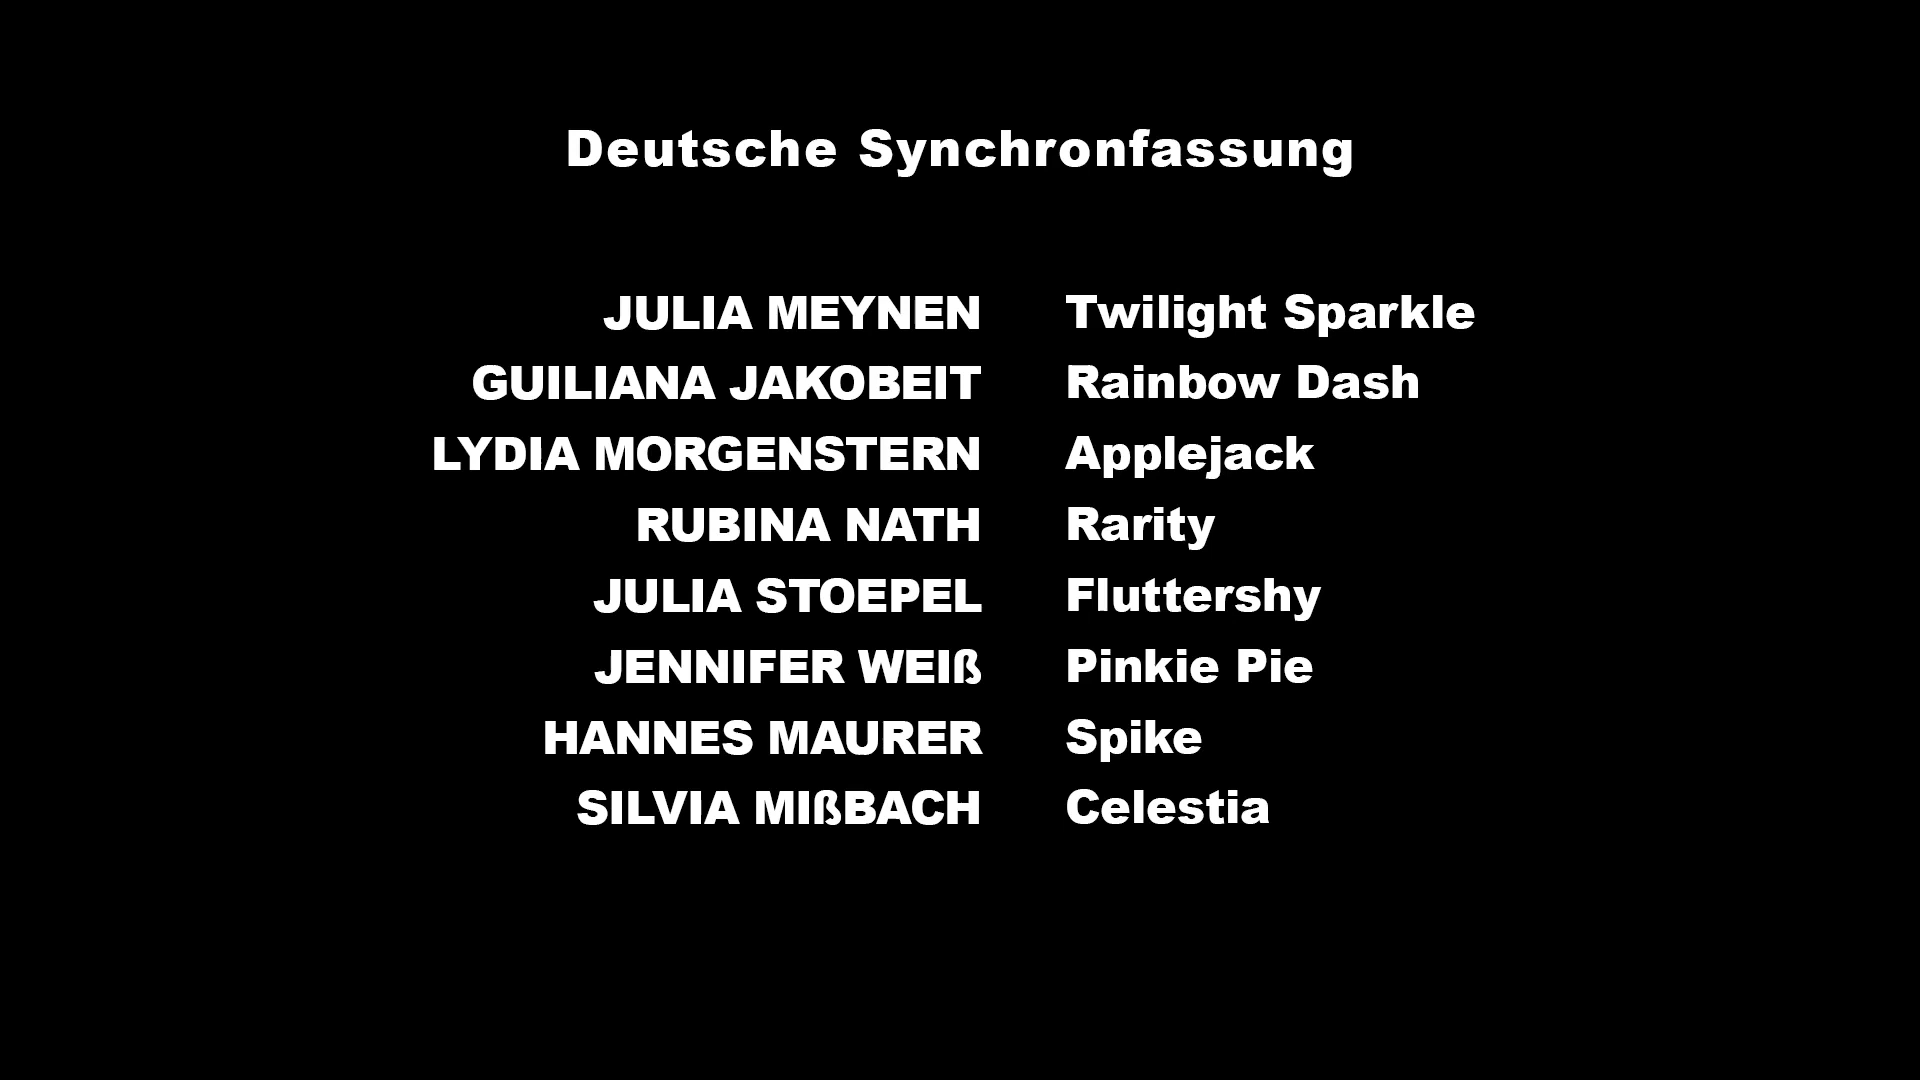 Deutsche Synchronfassung
JULIA MEYNEN Twilight Sparkle
GUILIANA JAKOBEIT Rainbow Dash
LYDIA MORGENSTERN Applejack
RUBINA NATH Rarity
JULIA STOEPEL Fluttershy
JENNIFER WEIß Pinkie Pie
HANNES MAURER Spike
SILVIA MIßBACH Celestia